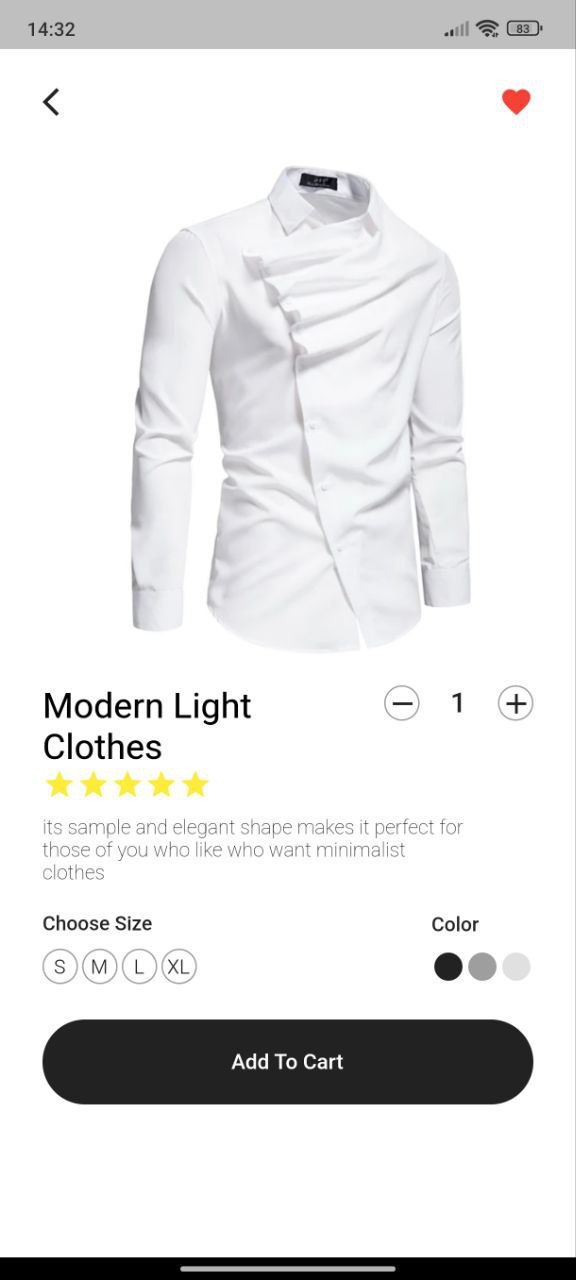 14:32
83
Modern Light
Clothes
1
its sample and elegant shape makes it perfect for
those of you who like who want minimalist
clothes
Choose Size
Color
S M L XL
Add To Cart